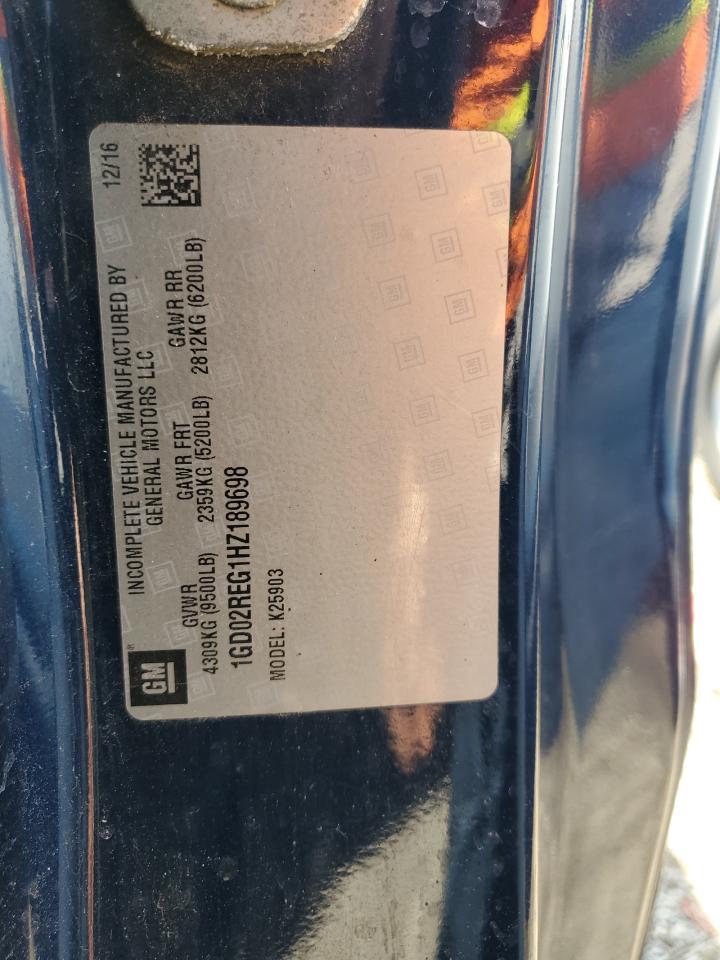 12/16
INCOMPLETE VEHICLE MANUFACTURED BY
GENERAL MOTORS LLC
GM®
GVWR GAWR FRT GAWR RR
4309KG (9500LB) 2359KG (5200LB) 2812KG (6200LB)
1GD02REG1HZ189698
MODEL: K25903